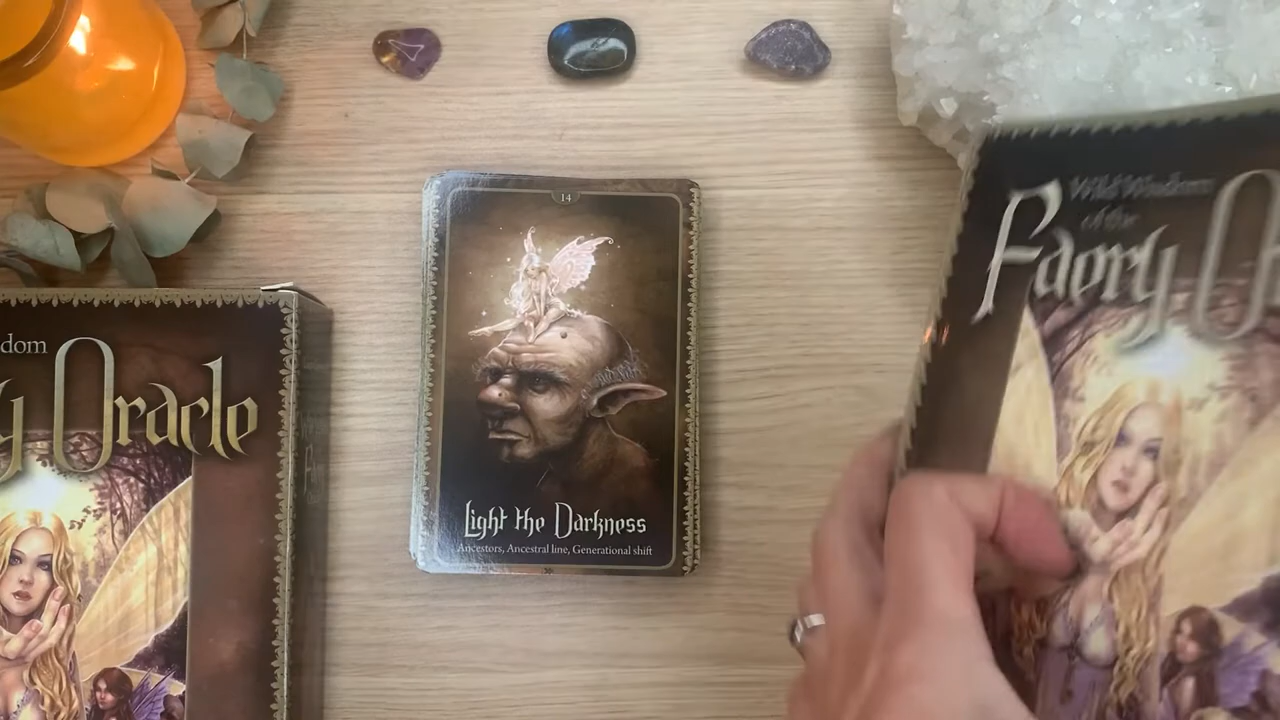 dom
y Oracle
14
Light the Darkness
Ancestors, Ancestral line, Generational shift
Wild Wisdom
of the
Faery O